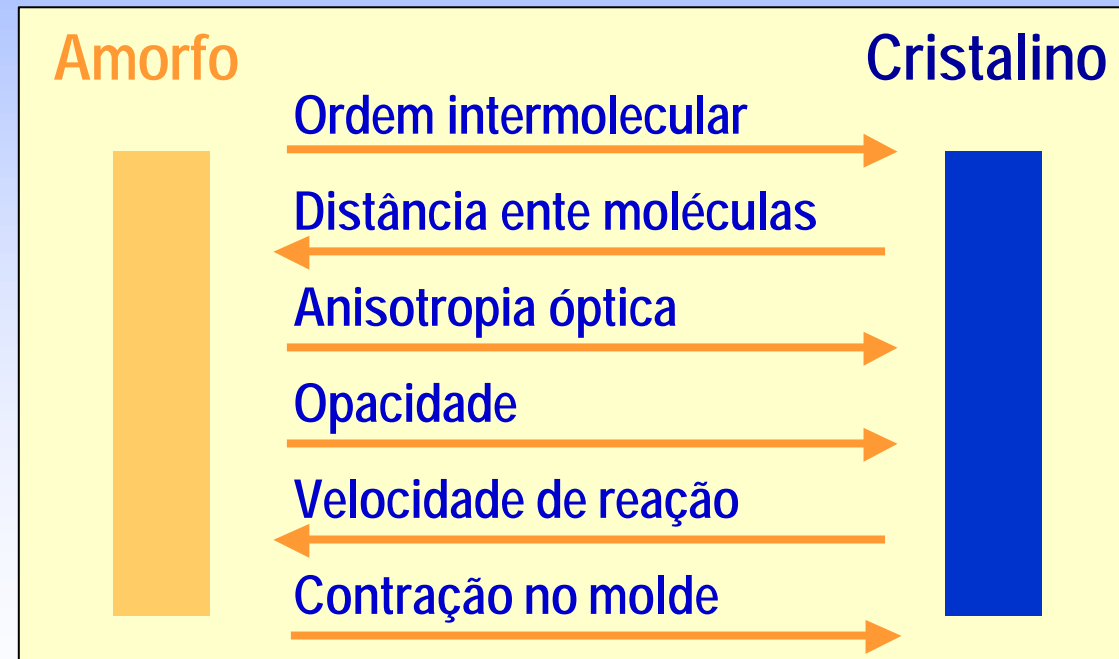 Amorfo
Cristalino
Ordem intermolecular
Distância ente moléculas
Anisotropia óptica
Opacidade
Velocidade de reação
Contração no molde